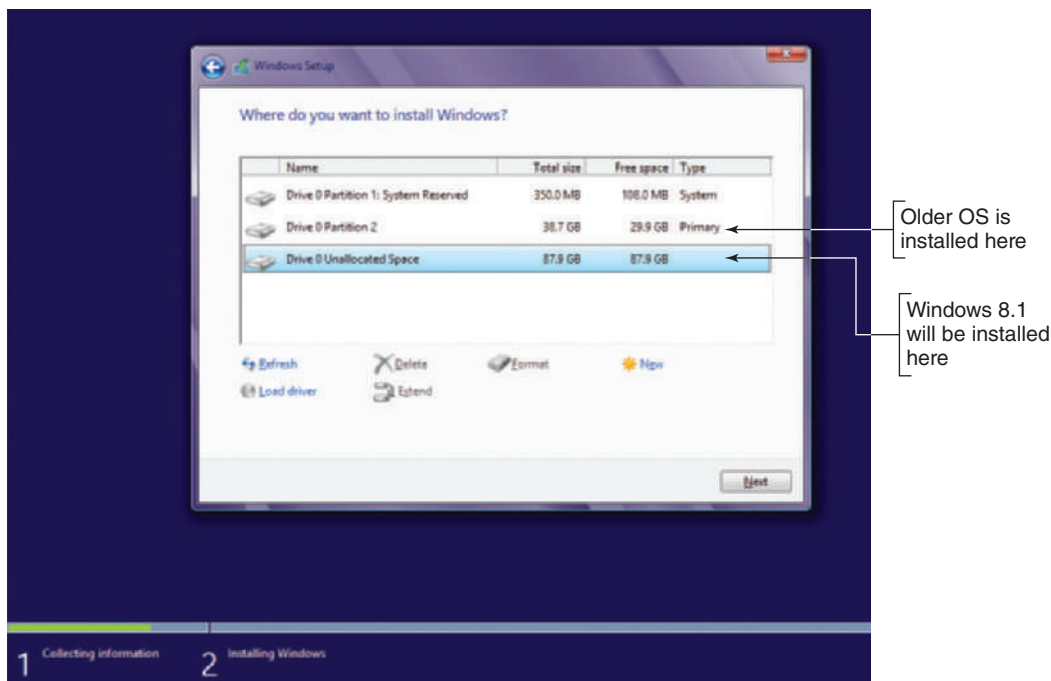 Windows Setup
Where do you want to install Windows?
Name Total size Free space Type
Drive 0 Partition 1: System Reserved 350.0 MB 108.0 MB System
Drive 0 Partition 2 38.7 GB 29.9 GB Primary
Drive 0 Unallocated Space 87.9 GB 87.9 GB
Older OS is
installed here
Windows 8.1
will be installed
here
Refresh Delete Format New
Load driver Extend
Next
1 Collecting information 2 Installing Windows